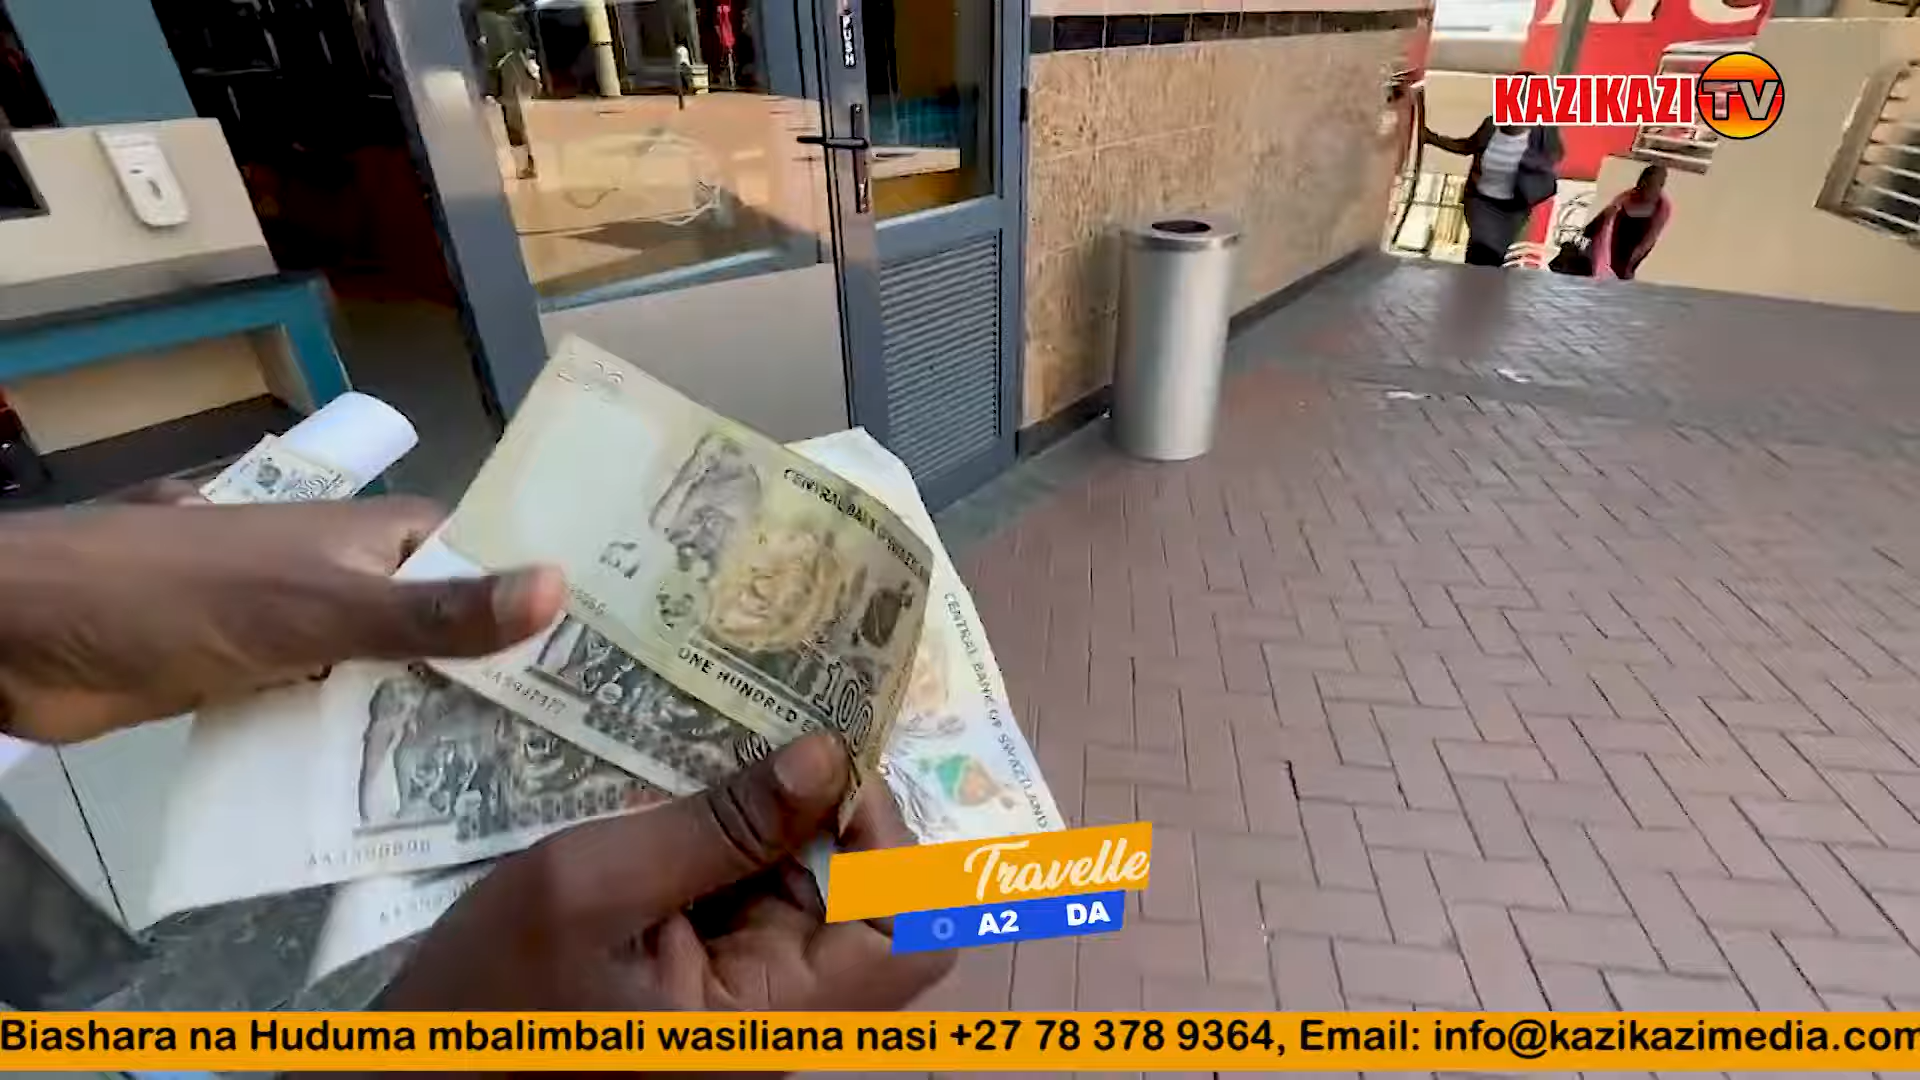 PUSH
KFC
KAZIKAZI TV
CENTRAL BANK OF SWAZILAND
ONE HUNDRED
100
CENTRAL BANK OF SWAZILAND
Travelle
A2 DA
Biashara na Huduma mbalimbali wasiliana nasi +27 78 378 9364, Email: info@kazikazimedia.com